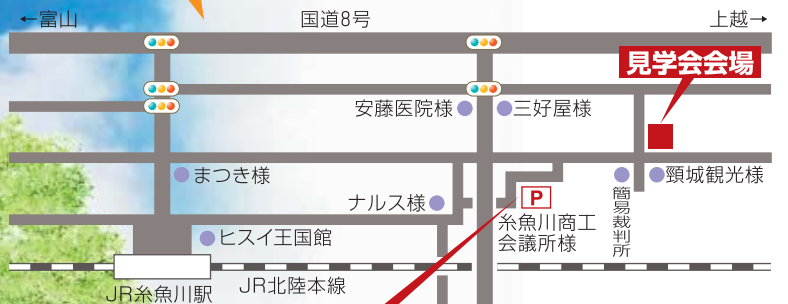 ←富山
国道8号
上越→
見学会会場
安藤医院様
三好屋様
まつき様
ナルス様
P
簡易裁判所
頸城観光様
糸魚川商工
会議所様
ヒスイ王国館
JR糸魚川駅
JR北陸本線